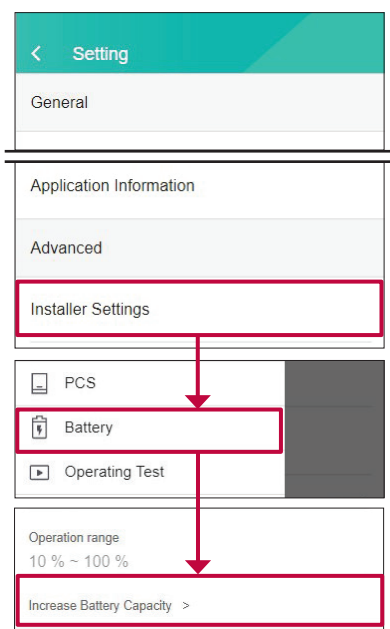 < Setting
General
Application Information
Advanced
Installer Settings
PCS
Battery
Operating Test
Operation range
10 % ~ 100 %
Increase Battery Capacity >